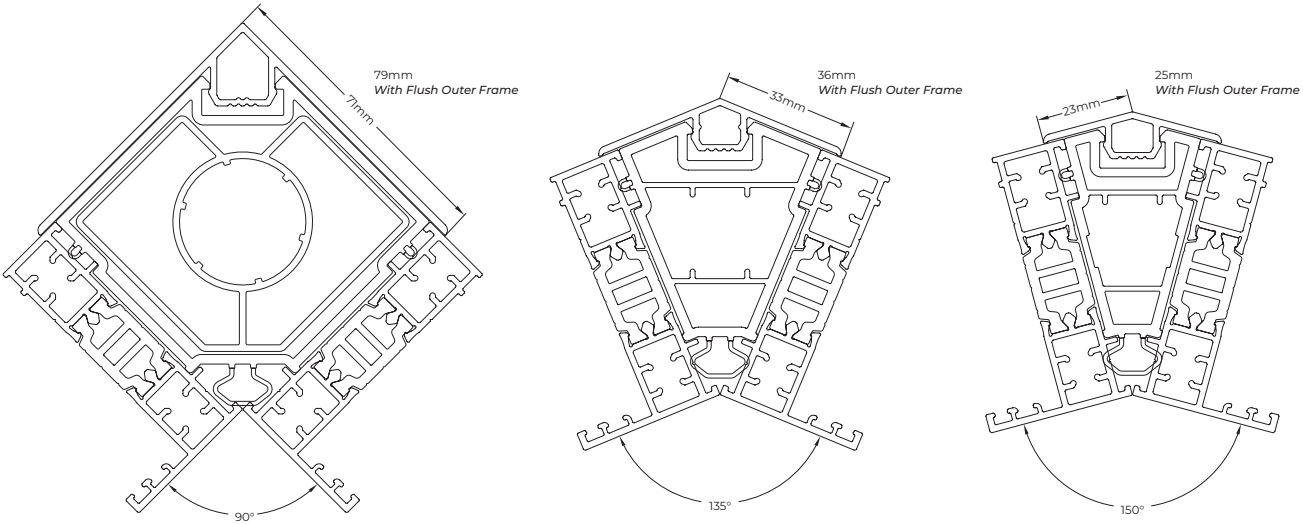 79mm
With Flush Outer Frame
71mm
90°
36mm
With Flush Outer Frame
33mm
135°
25mm
With Flush Outer Frame
23mm
150°